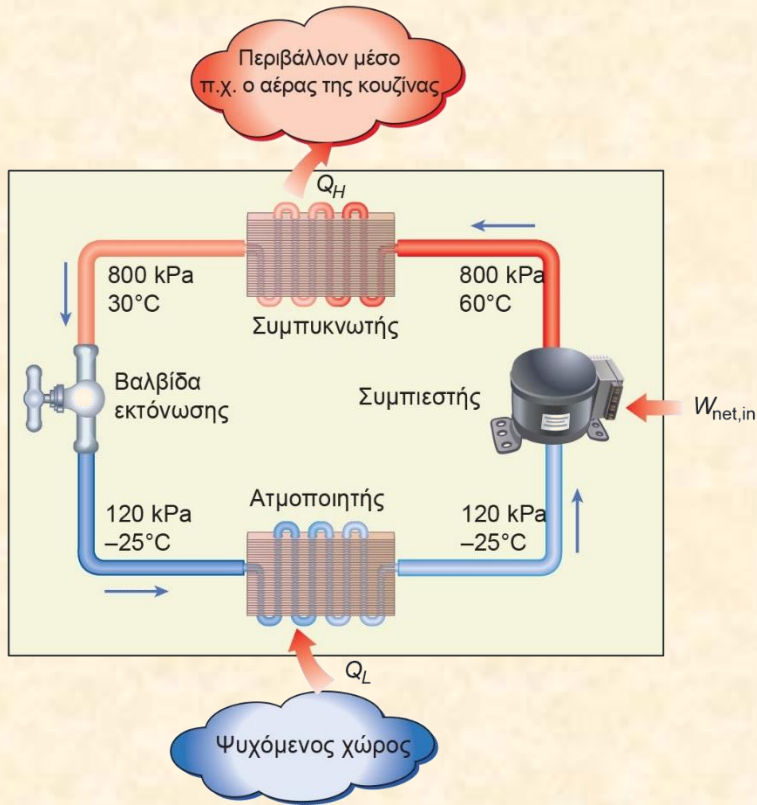 Περιβάλλον μέσο
π.χ. ο αέρας της κουζίνας
Q_H
800 kPa
30°C
800 kPa
60°C
Συμπυκνωτής
Βαλβίδα
εκτόνωσης
Συμπιεστής
W_net,in
Ατμοποιητής
120 kPa
–25°C
120 kPa
–25°C
Q_L
Ψυχόμενος χώρος